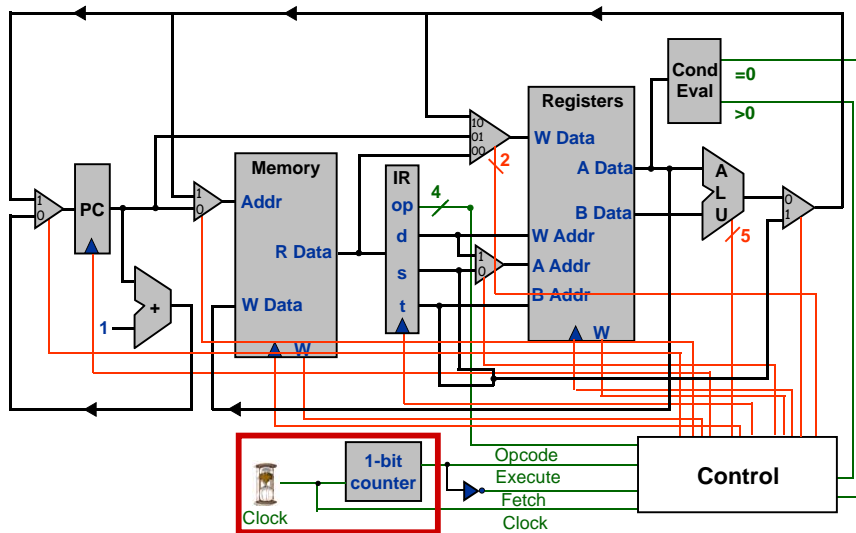 Cond
Eval
=0
>0
Registers
10
01
00
W Data
2
A Data
B Data
W Addr
A Addr
B Addr
W
A
L
U
5
0
1
Memory
Addr
R Data
W Data
W
IR
op
d
s
t
4
1
0
1
0
PC
1
0
+
1
1-bit
counter
Clock
Opcode
Execute
Fetch
Clock
Control